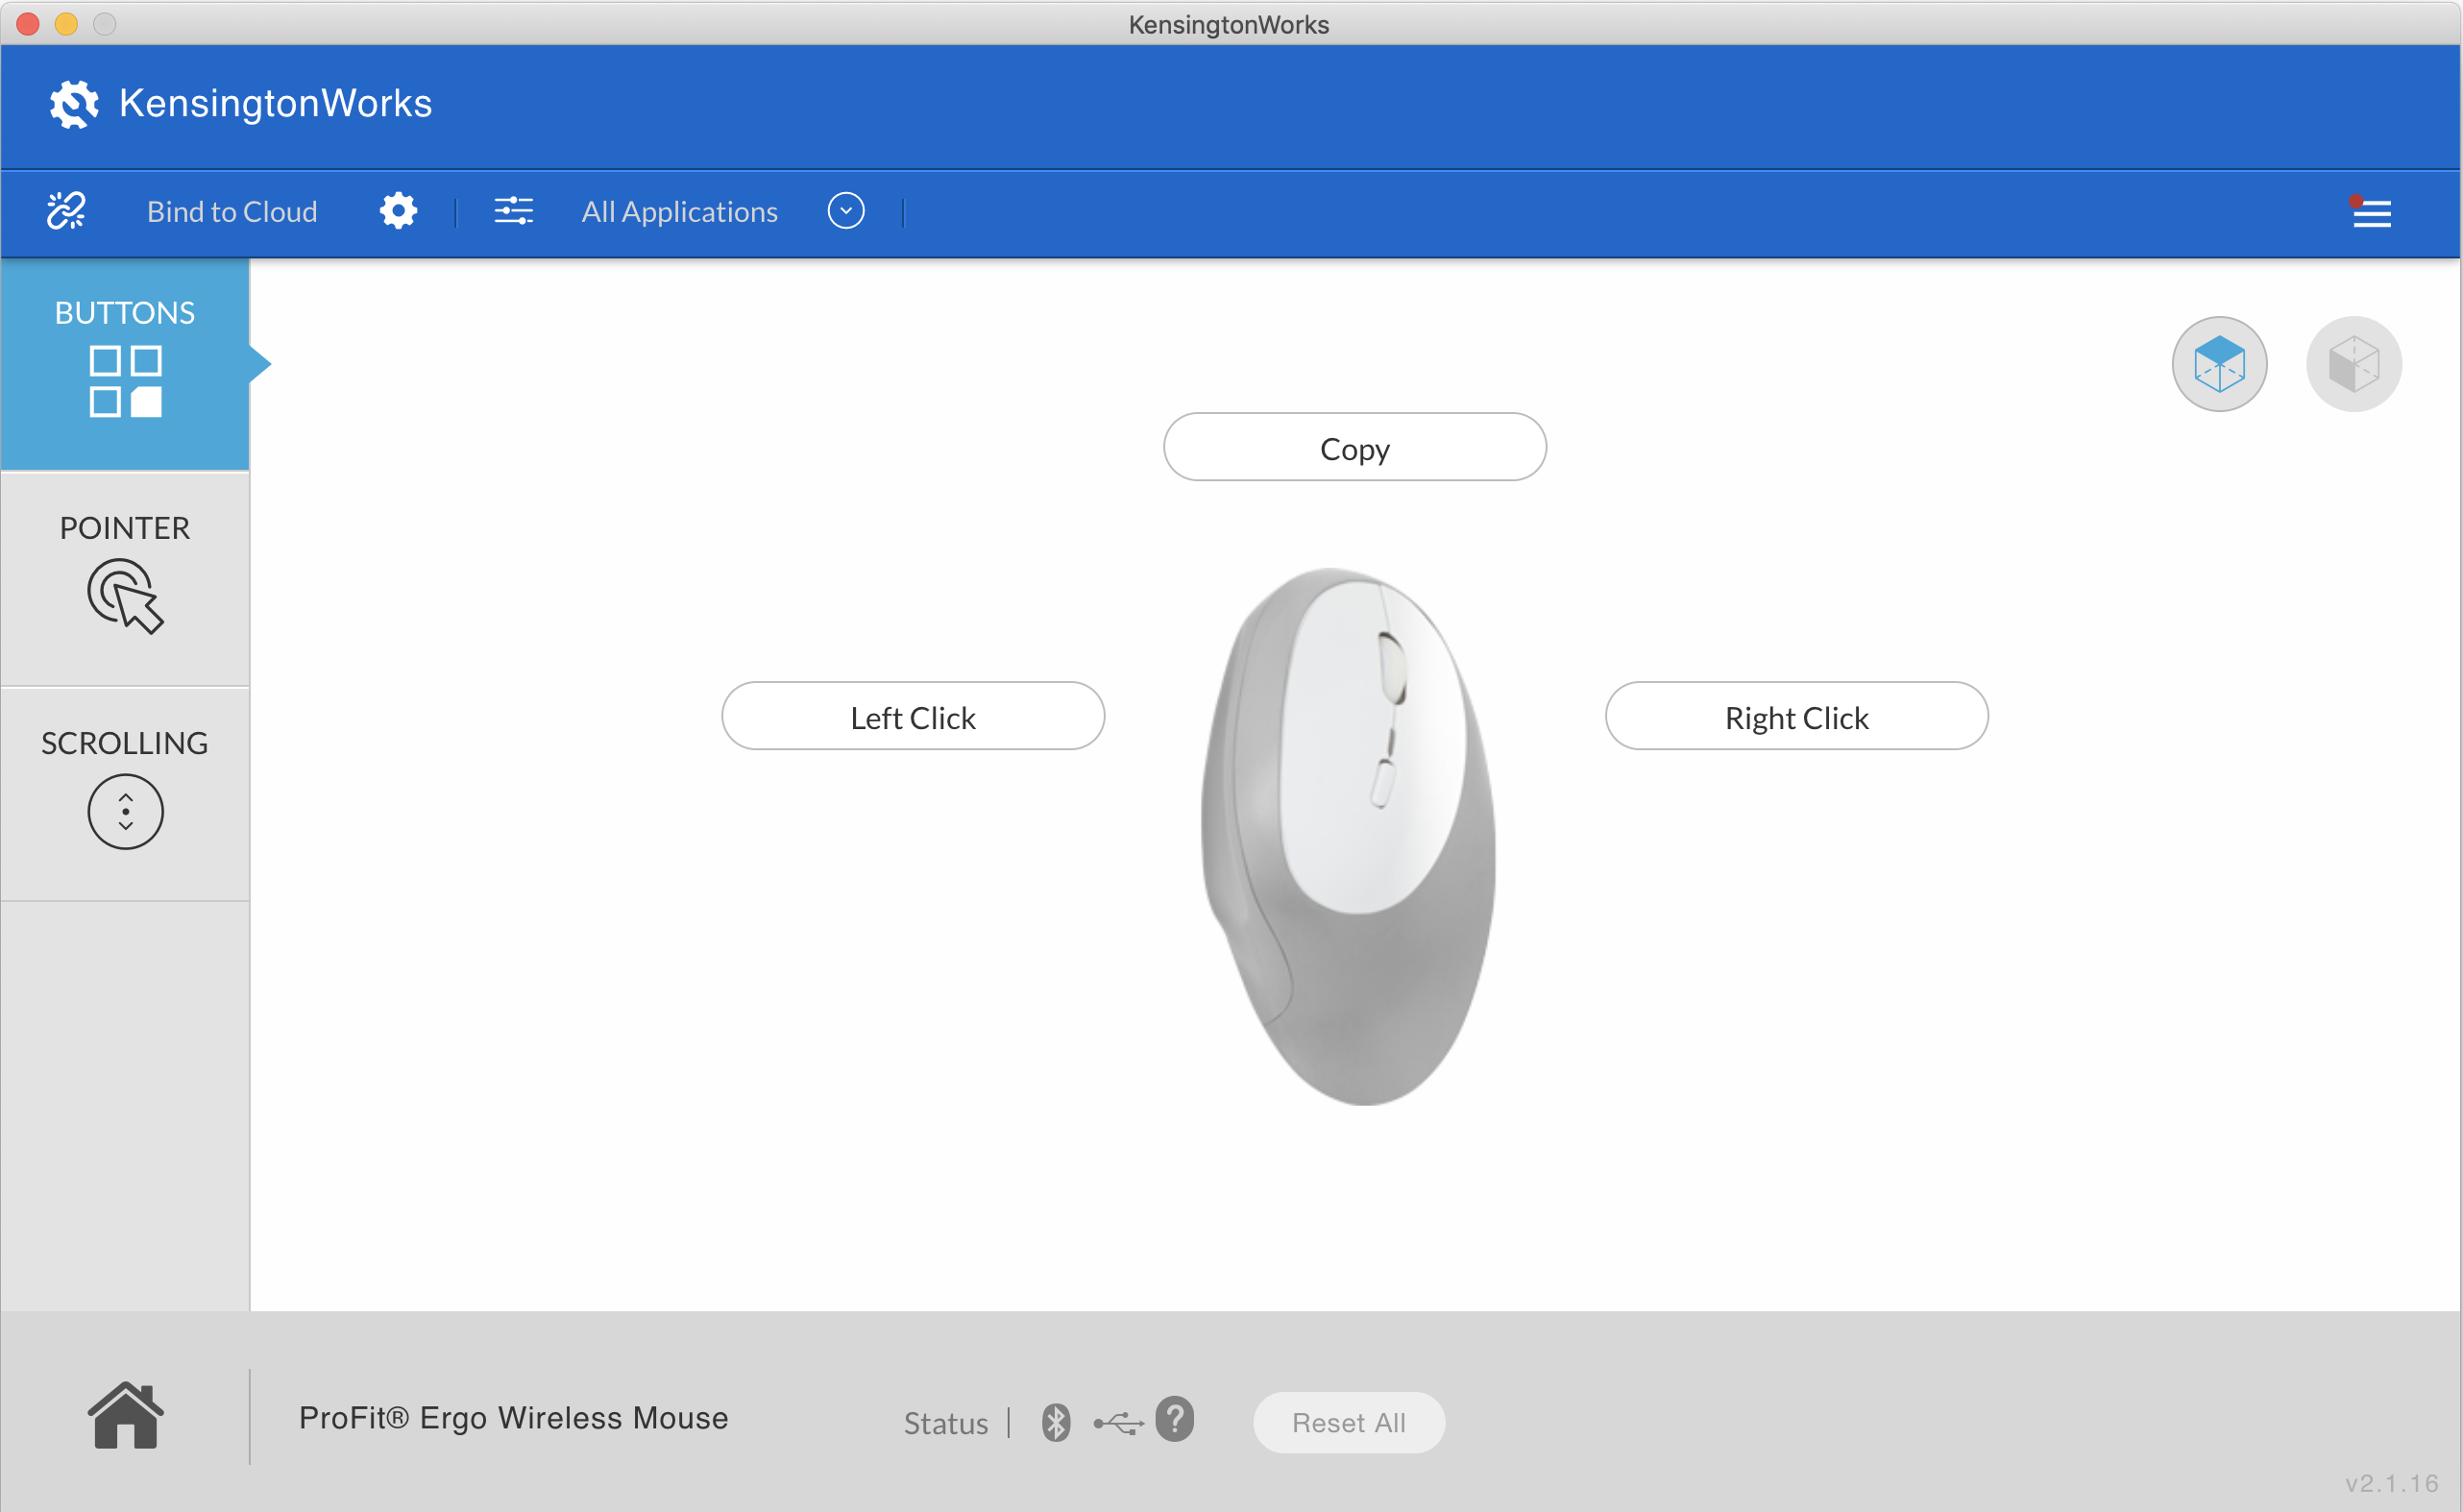 KensingtonWorks
KensingtonWorks
Bind to Cloud
All Applications
BUTTONS
POINTER
SCROLLING
Copy
Left Click
Right Click
ProFit® Ergo Wireless Mouse
Status
?
Reset All
v2.1.16